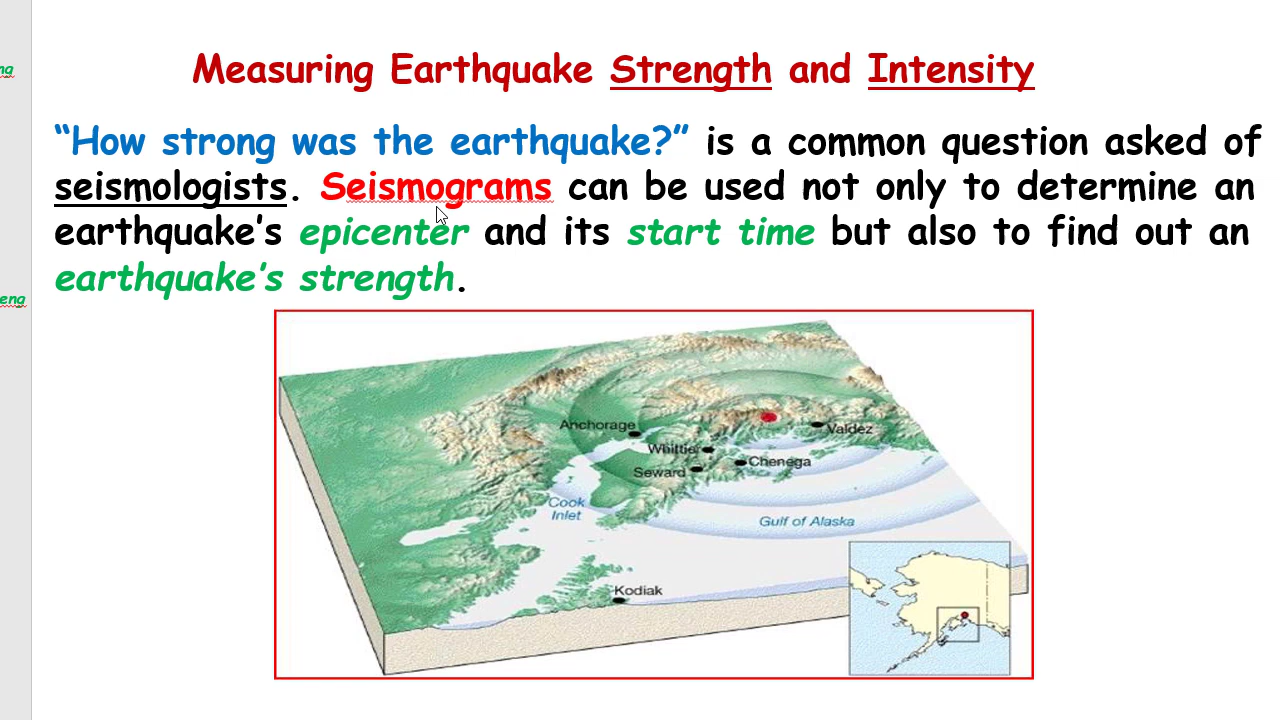 Measuring Earthquake Strength and Intensity
“How strong was the earthquake?” is a common question asked of
seismologists. Seismograms can be used not only to determine an
earthquake’s epicenter and its start time but also to find out an
earthquake’s strength.
Anchorage
Valdez
Whittier
Chenega
Seward
Cook
Inlet
Gulf of Alaska
Kodiak
ng
eng